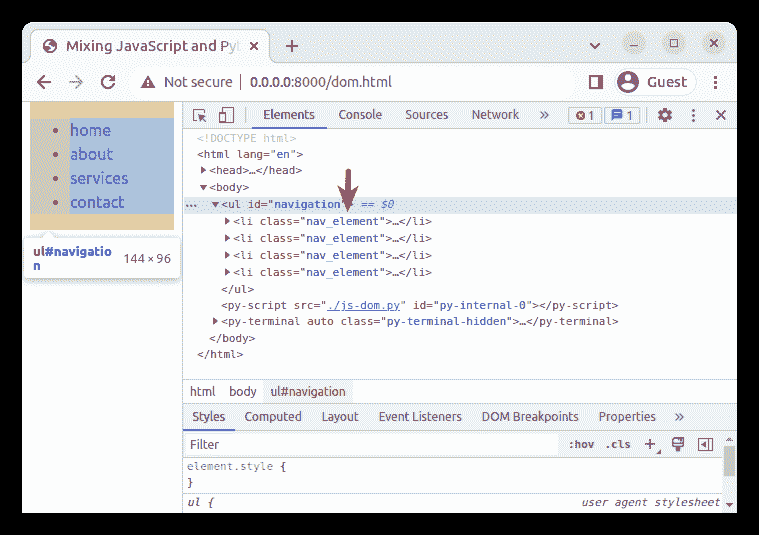 Mixing JavaScript and Py
Not secure | 0.0.0.0:8000/dom.html Guest
home
about
services
contact
ul#navigatio
n 144 × 96
Elements Console Sources Network » 1 1
<!DOCTYPE html>
<html lang="en">
<head>…</head>
<body>
… <ul id="navigation"> == $0
<li class="nav_element">…</li>
<li class="nav_element">…</li>
<li class="nav_element">…</li>
<li class="nav_element">…</li>
</ul>
<py-script src="./js-dom.py" id="py-internal-0"></py-script>
<py-terminal auto class="py-terminal-hidden">…</py-terminal>
</body>
</html>
html body ul#navigation
Styles Computed Layout Event Listeners DOM Breakpoints Properties »
Filter :hov .cls +
element.style {
}
ul { user agent stylesheet